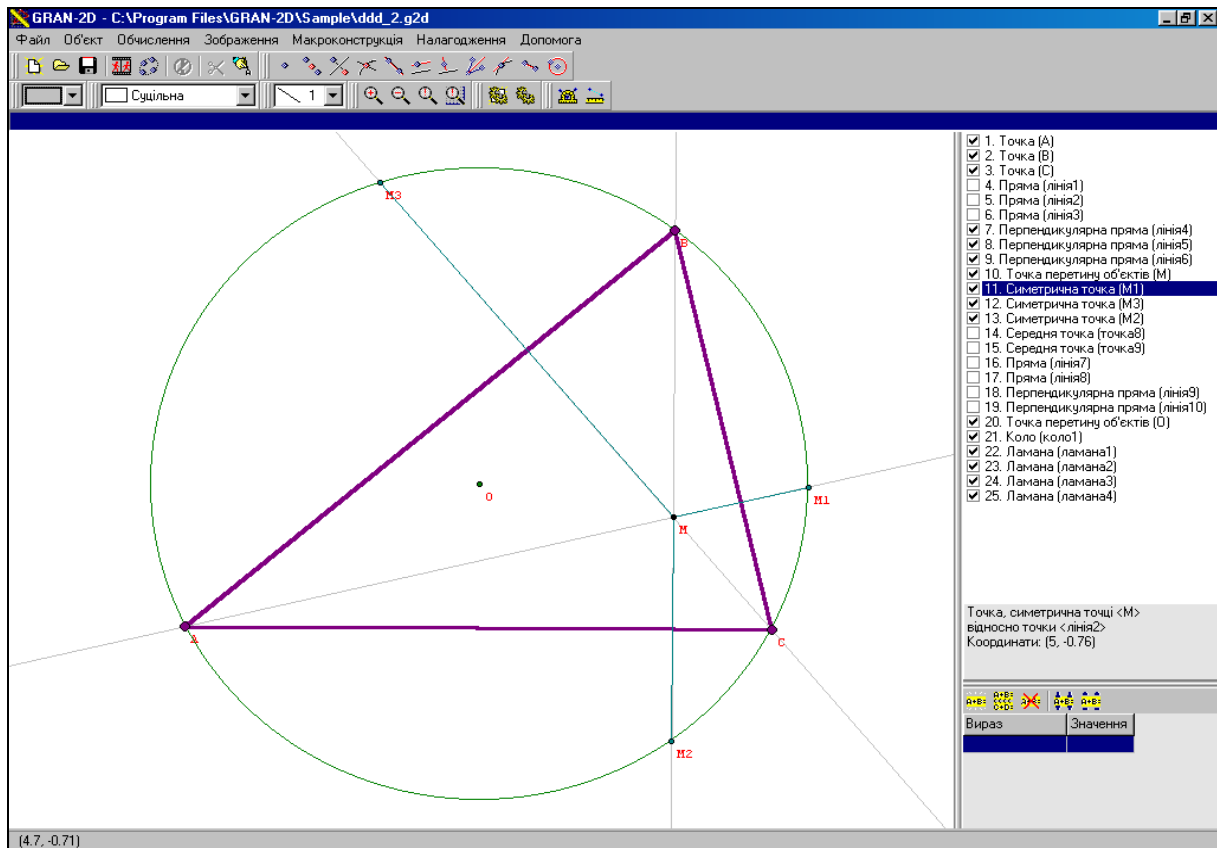 GRAN-2D - C:\Program Files\GRAN-2D\Sample\ddd_2.g2d
Файл Об'єкт Обчислення Зображення Макроконструкція Налагодження Допомога
Суцільна
1
M3
B
O
M1
M
A
C
M2
1. Точка (A)
2. Точка (B)
3. Точка (C)
4. Пряма (лінія1)
5. Пряма (лінія2)
6. Пряма (лінія3)
7. Перпендикулярна пряма (лінія4)
8. Перпендикулярна пряма (лінія5)
9. Перпендикулярна пряма (лінія6)
10. Точка перетину об'єктів (M)
11. Симетрична точка (M1)
12. Симетрична точка (M3)
13. Симетрична точка (M2)
14. Середня точка (точка8)
15. Середня точка (точка9)
16. Пряма (лінія7)
17. Пряма (лінія8)
18. Перпендикулярна пряма (лінія9)
19. Перпендикулярна пряма (лінія10)
20. Точка перетину об'єктів (O)
21. Коло (коло1)
22. Ламана (ламана1)
23. Ламана (ламана2)
24. Ламана (ламана3)
25. Ламана (ламана4)
Точка, симетрична точці <M>
відносно точки <лінія2>
Координати: (5, -0.76)
Вираз Значення
(4.7, -0.71)